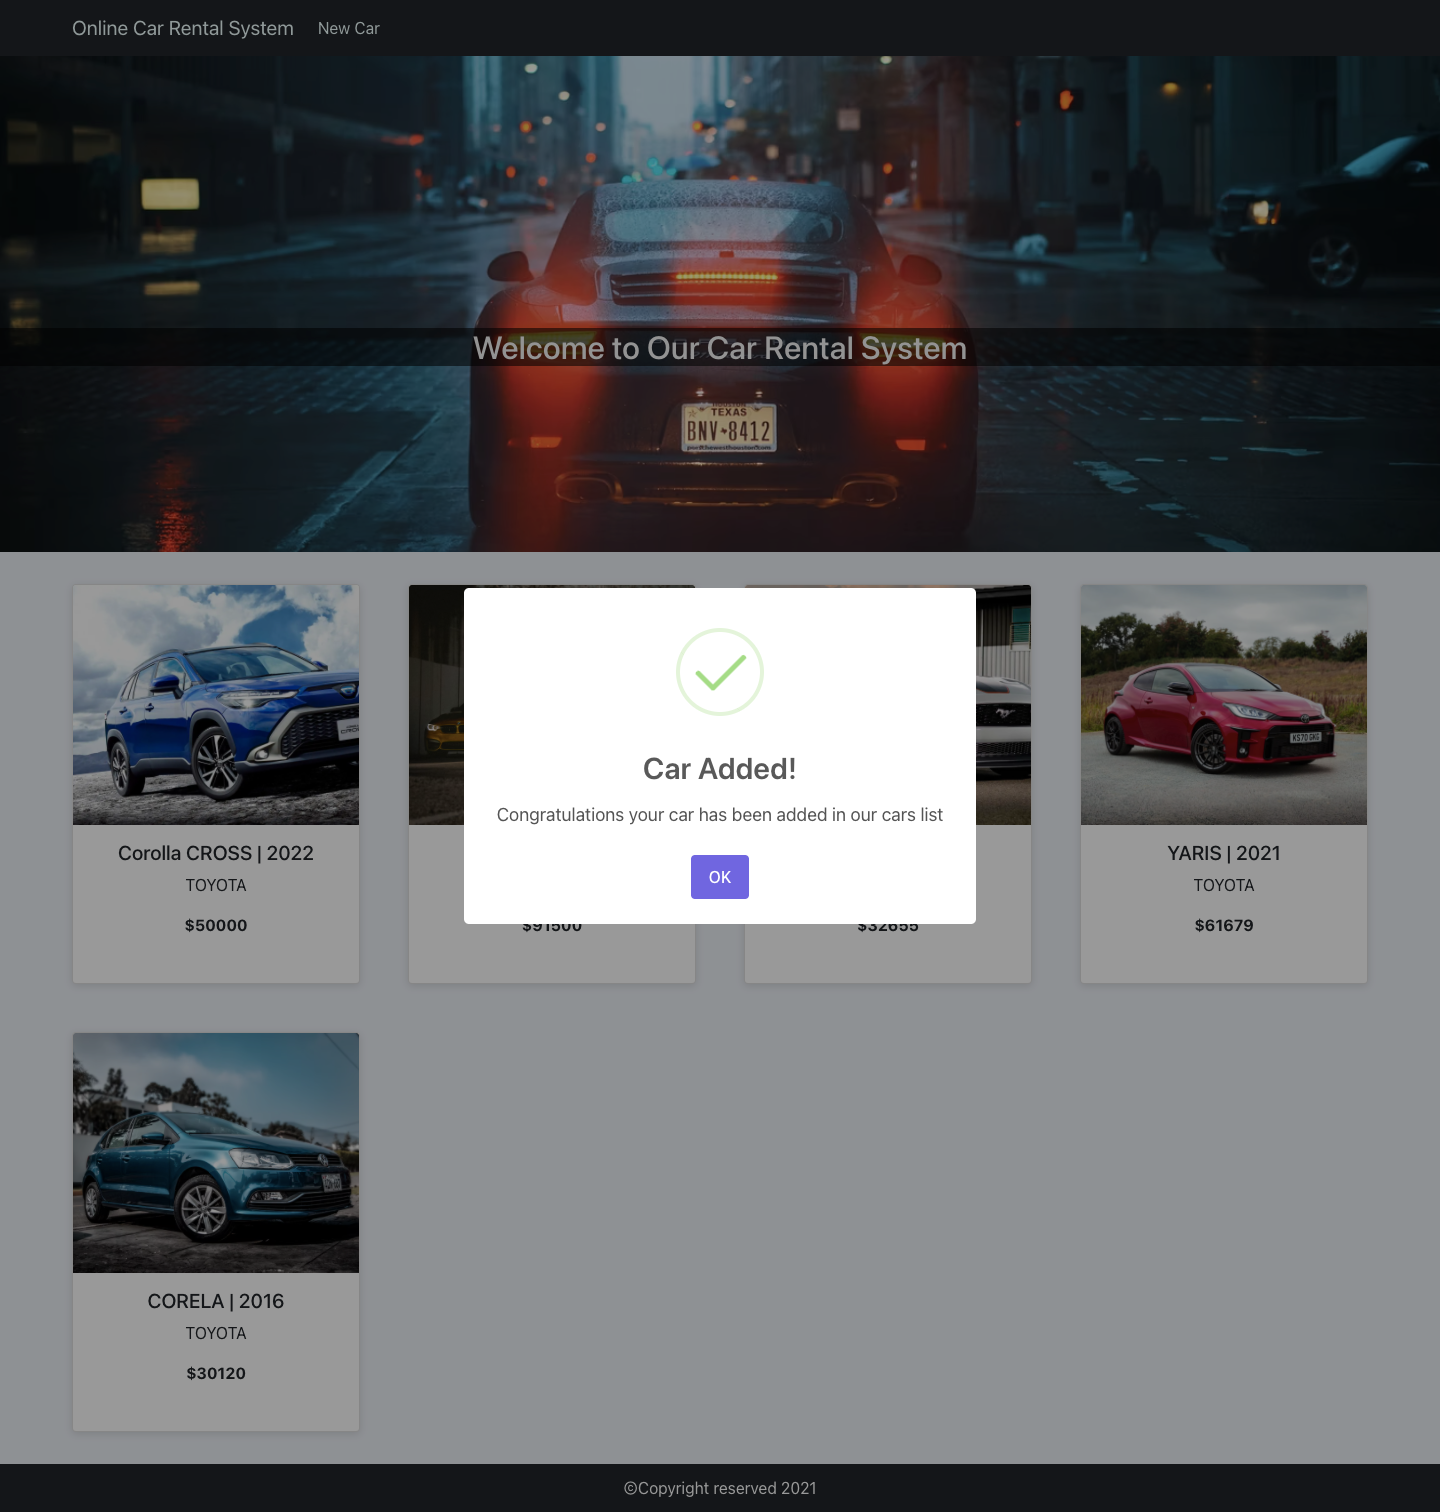 Online Car Rental System
New Car
Welcome to Our Car Rental System
TEXAS
BNV 8412
KS70 GKG
Car Added!
Congratulations your car has been added in our cars list
OK
Corolla CROSS | 2022
TOYOTA
$50000
$91500
$32655
YARIS | 2021
TOYOTA
$61679
CORELA | 2016
TOYOTA
$30120
©Copyright reserved 2021